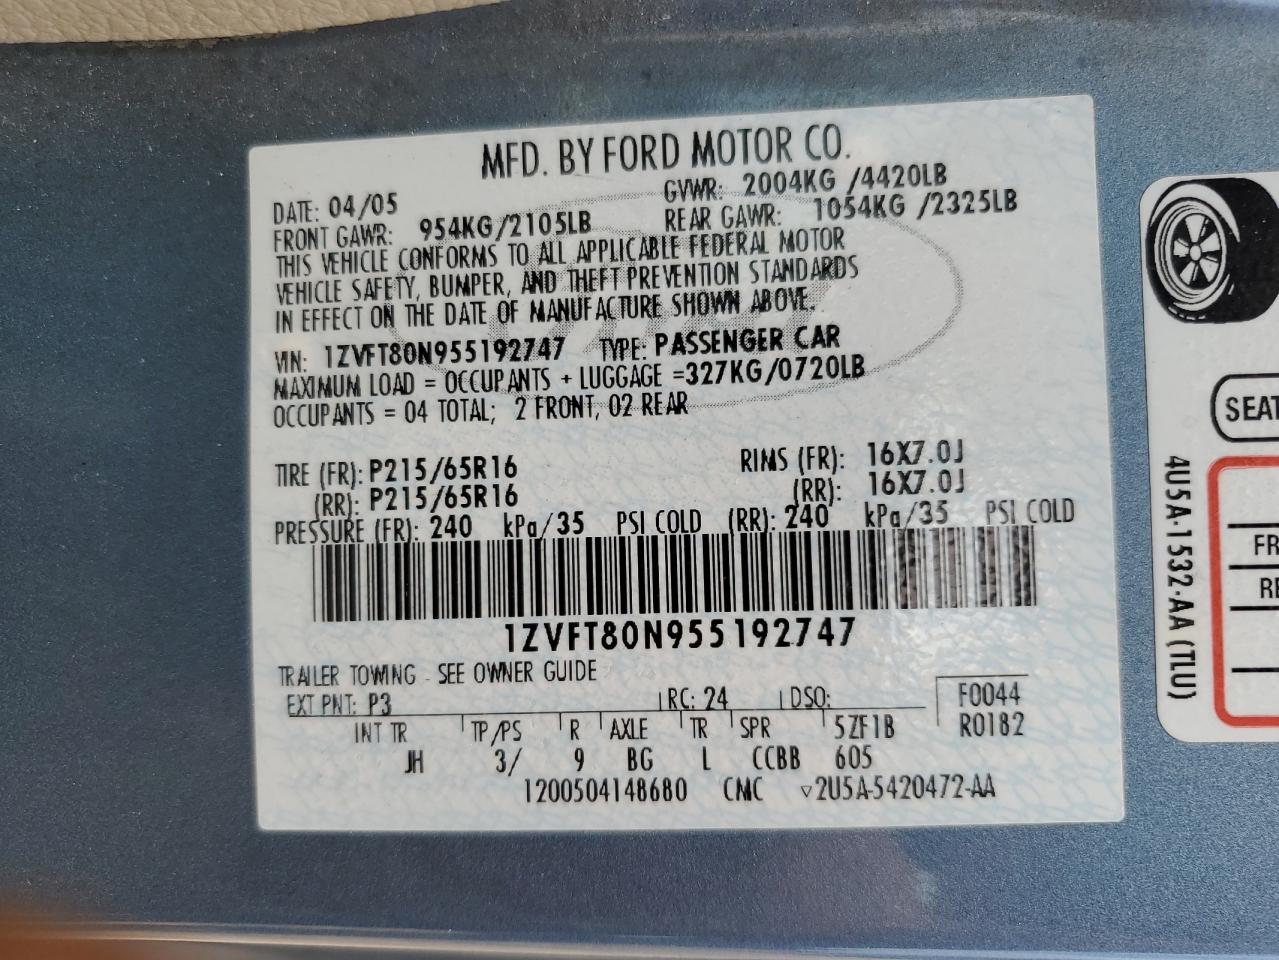 MFD. BY FORD MOTOR CO.
DATE: 04/05 GVWR: 2004KG /4420LB
FRONT GAWR: 954KG/2105LB REAR GAWR: 1054KG /2325LB
THIS VEHICLE CONFORMS TO ALL APPLICABLE FEDERAL MOTOR
VEHICLE SAFETY, BUMPER, AND THEFT PREVENTION STANDARDS
IN EFFECT ON THE DATE OF MANUFACTURE SHOWN ABOVE.
VIN: 1ZVFT80N955192747 TYPE: PASSENGER CAR
MAXIMUM LOAD = OCCUPANTS + LUGGAGE =327KG/0720LB
OCCUPANTS = 04 TOTAL; 2 FRONT, 02 REAR
TIRE (FR): P215/65R16 RIMS (FR): 16X7.0J
(RR): P215/65R16 (RR): 16X7.0J
PRESSURE (FR): 240 kPa/35 PSI COLD (RR): 240 kPa/35 PSI COLD
1ZVFT80N955192747
TRAILER TOWING - SEE OWNER GUIDE
EXT PNT: P3 RC: 24 DSO: F0044
INT TR TP/PS R AXLE TR SPR 5ZF1B R0182
JH 3/ 9 BG L CCBB 605
1200504148680 CMC ▽2U5A-5420472-AA
SEAT
FR
RE
4U5A-1532-AA (TLU)